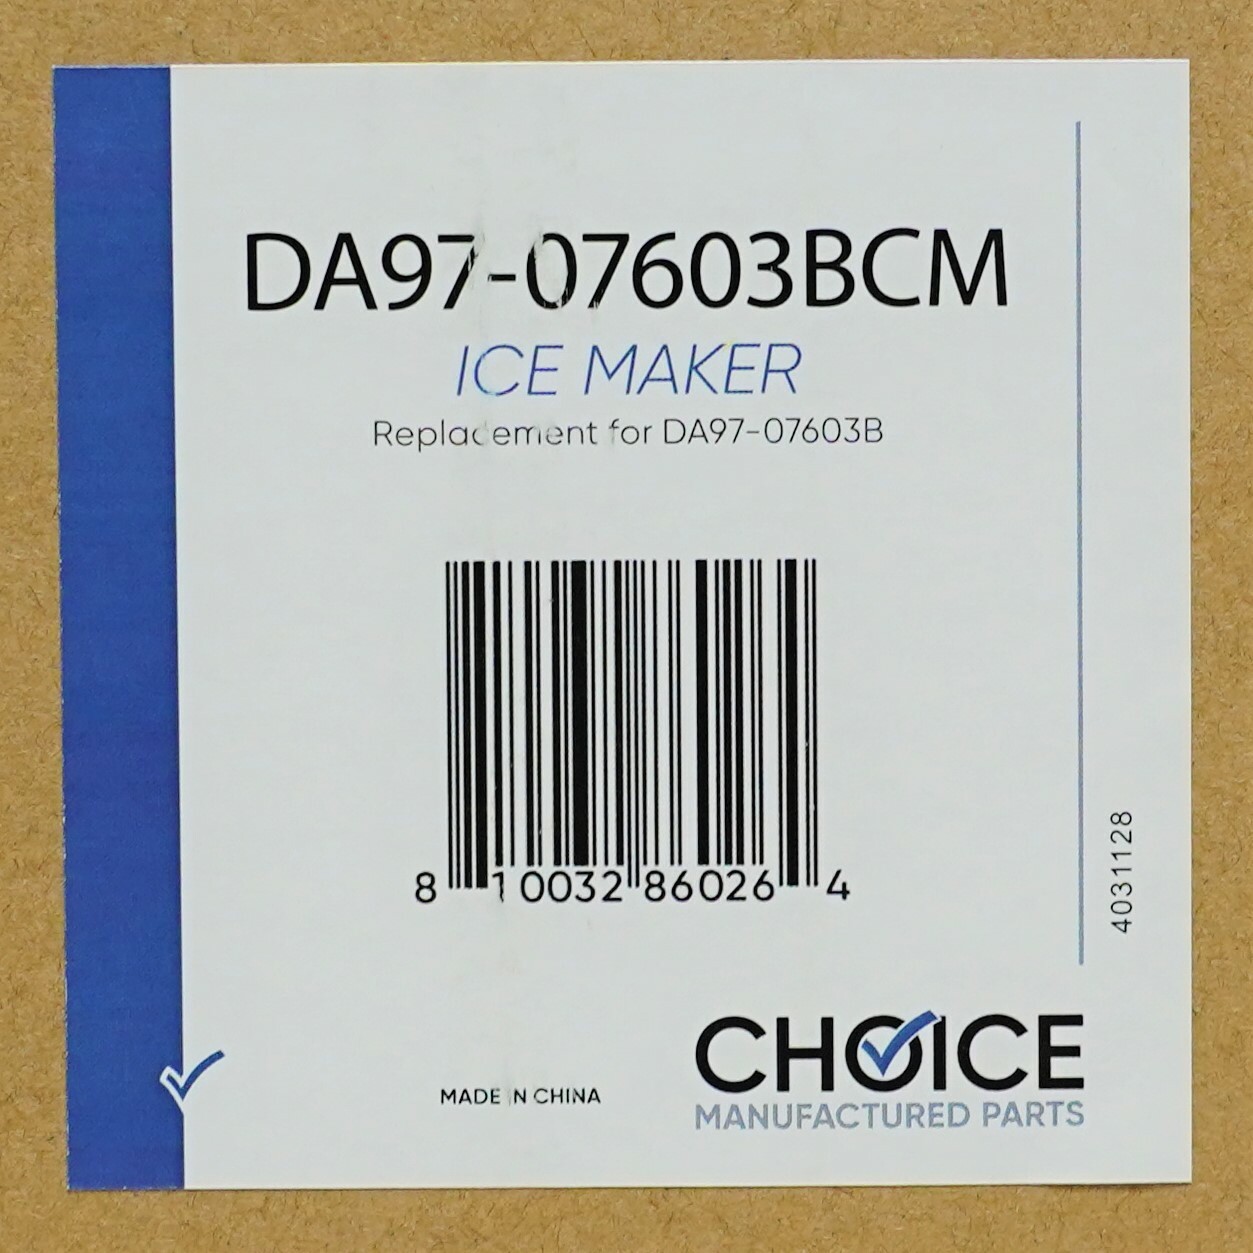 DA97-07603BCM
ICE MAKER
Replacement for DA97-07603B
8 10032 86026 4
4031128
MADE IN CHINA
CHOICE
MANUFACTURED PARTS